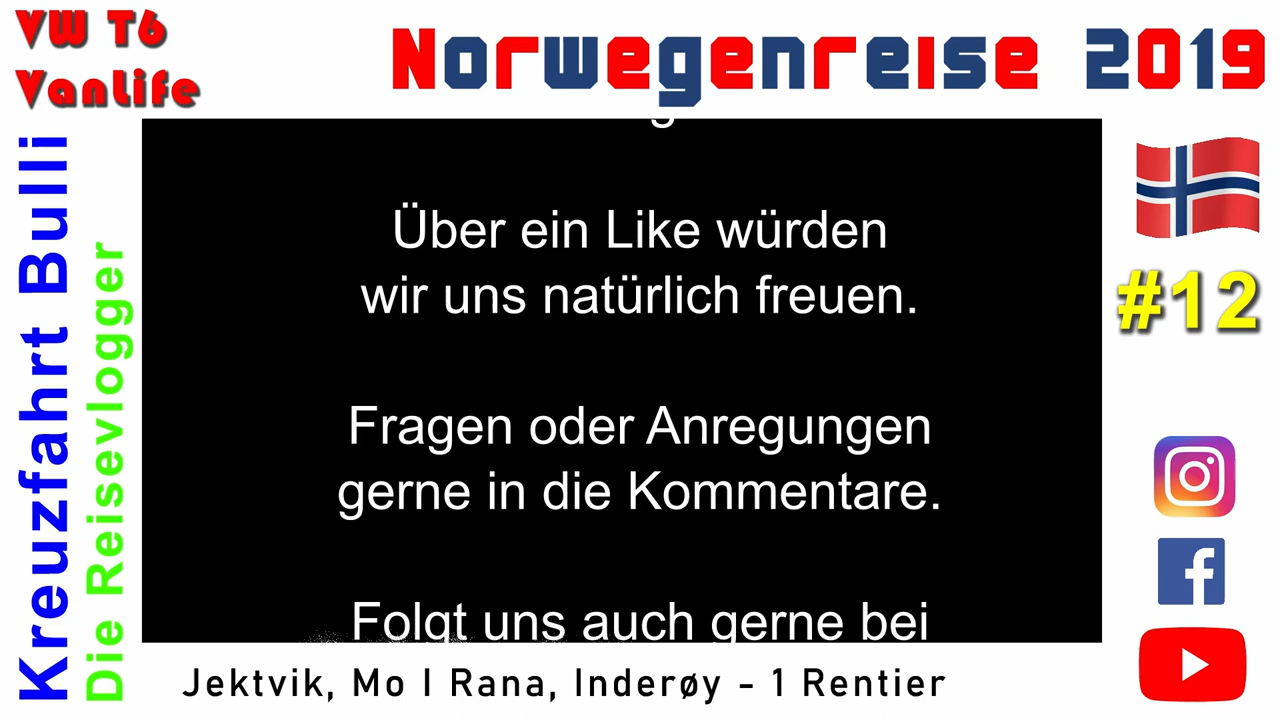 VW T6
VanLife
Norwegenreise 2019
Kreuzfahrt Bulli
Die Reisevlogger
Über ein Like würden
wir uns natürlich freuen.
Fragen oder Anregungen
gerne in die Kommentare.
Folgt uns auch gerne bei
#12
Jektvik, Mo I Rana, Inderøy - 1 Rentier